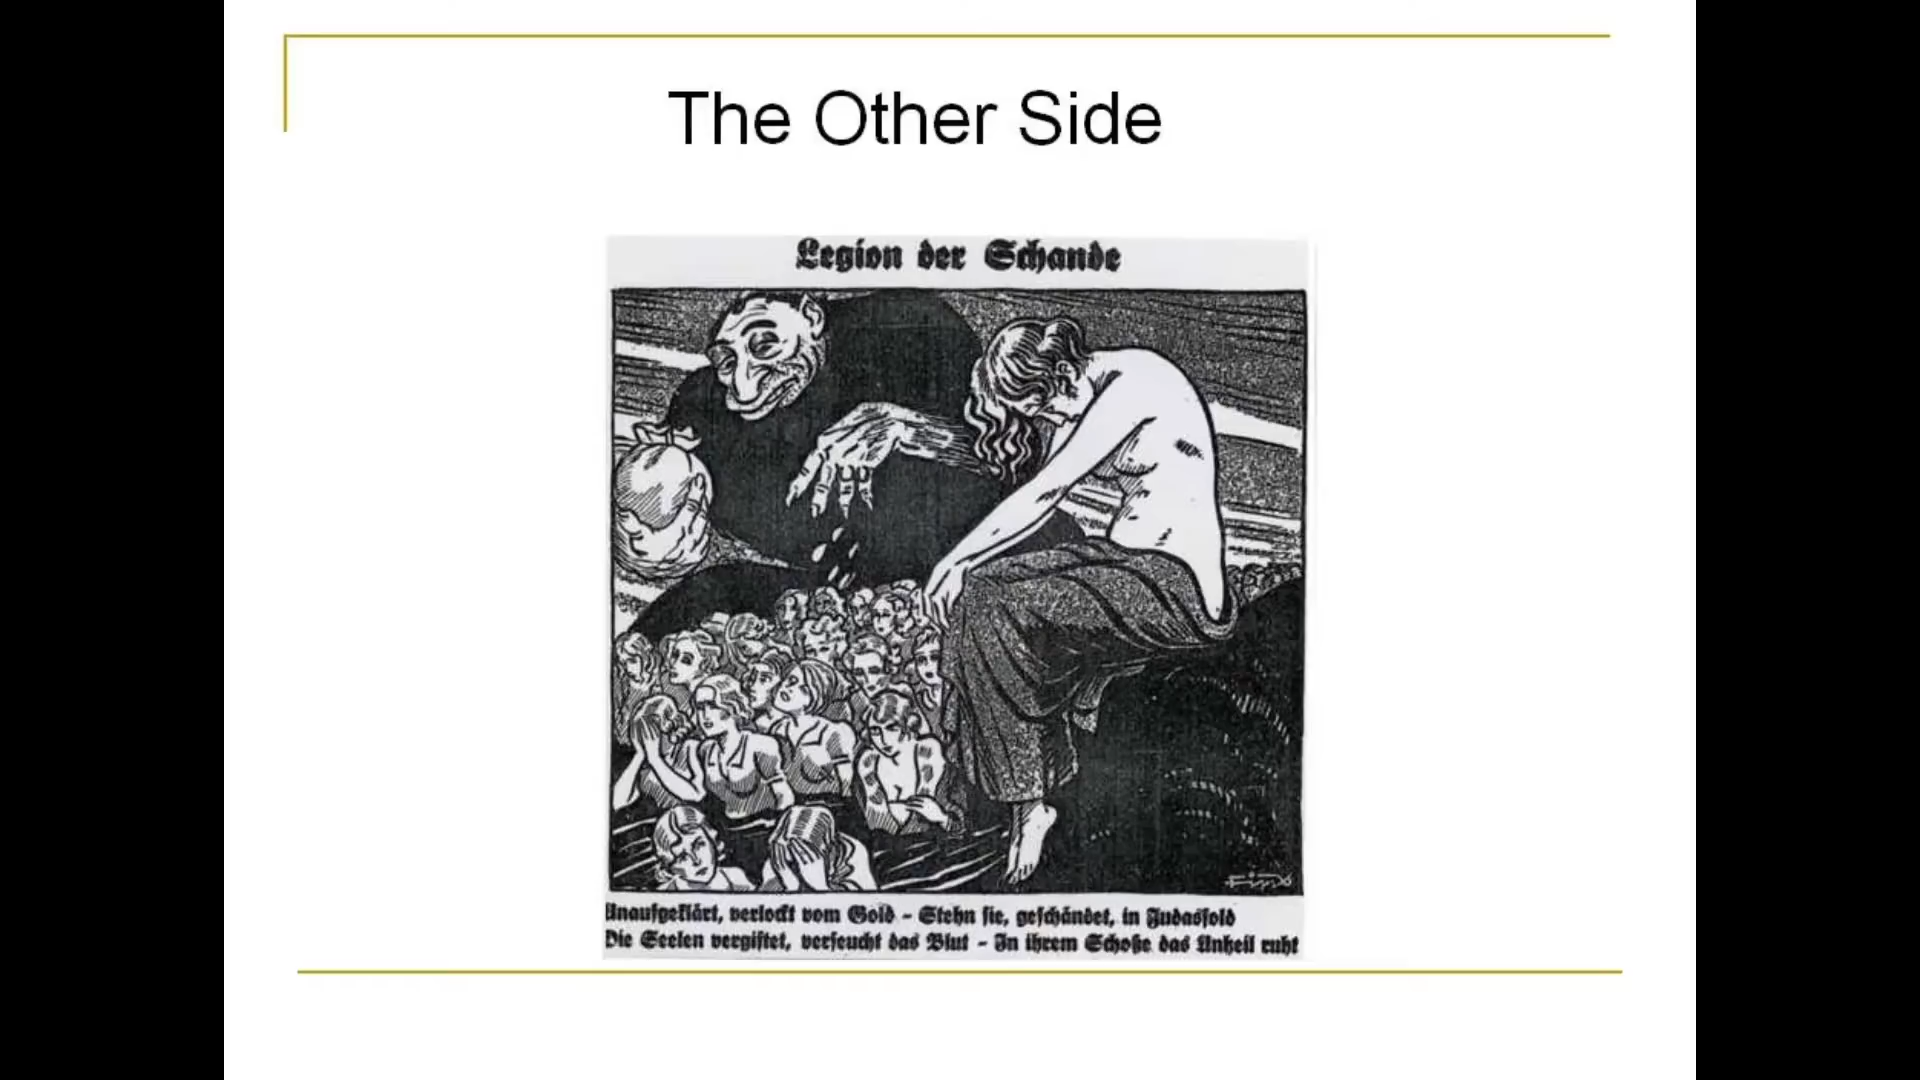 The Other Side
Legion der Schande
Unaufgeklärt, verlockt vom Gold – Stehn sie, geschändet, in Judassold
Die Seelen vergiftet, verseucht das Blut – In ihrem Schoße das Unheil ruht
Fips